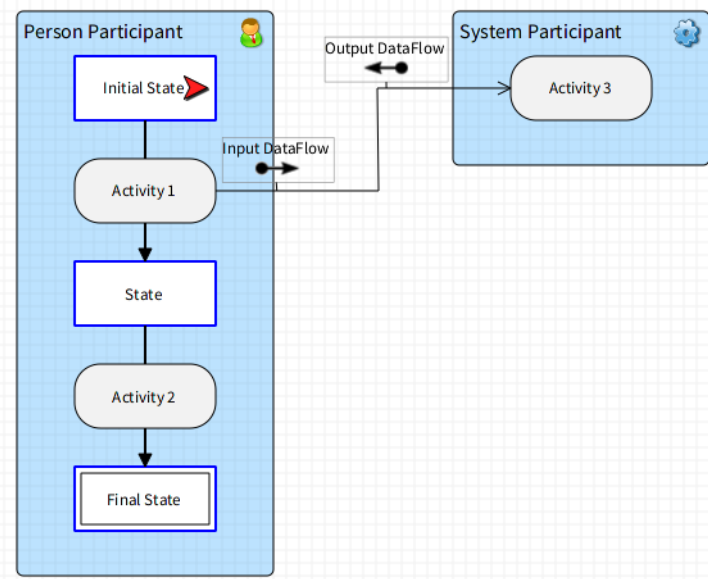 Person Participant
Initial State
Activity 1
State
Activity 2
Final State
Input DataFlow
Output DataFlow
System Participant
Activity 3